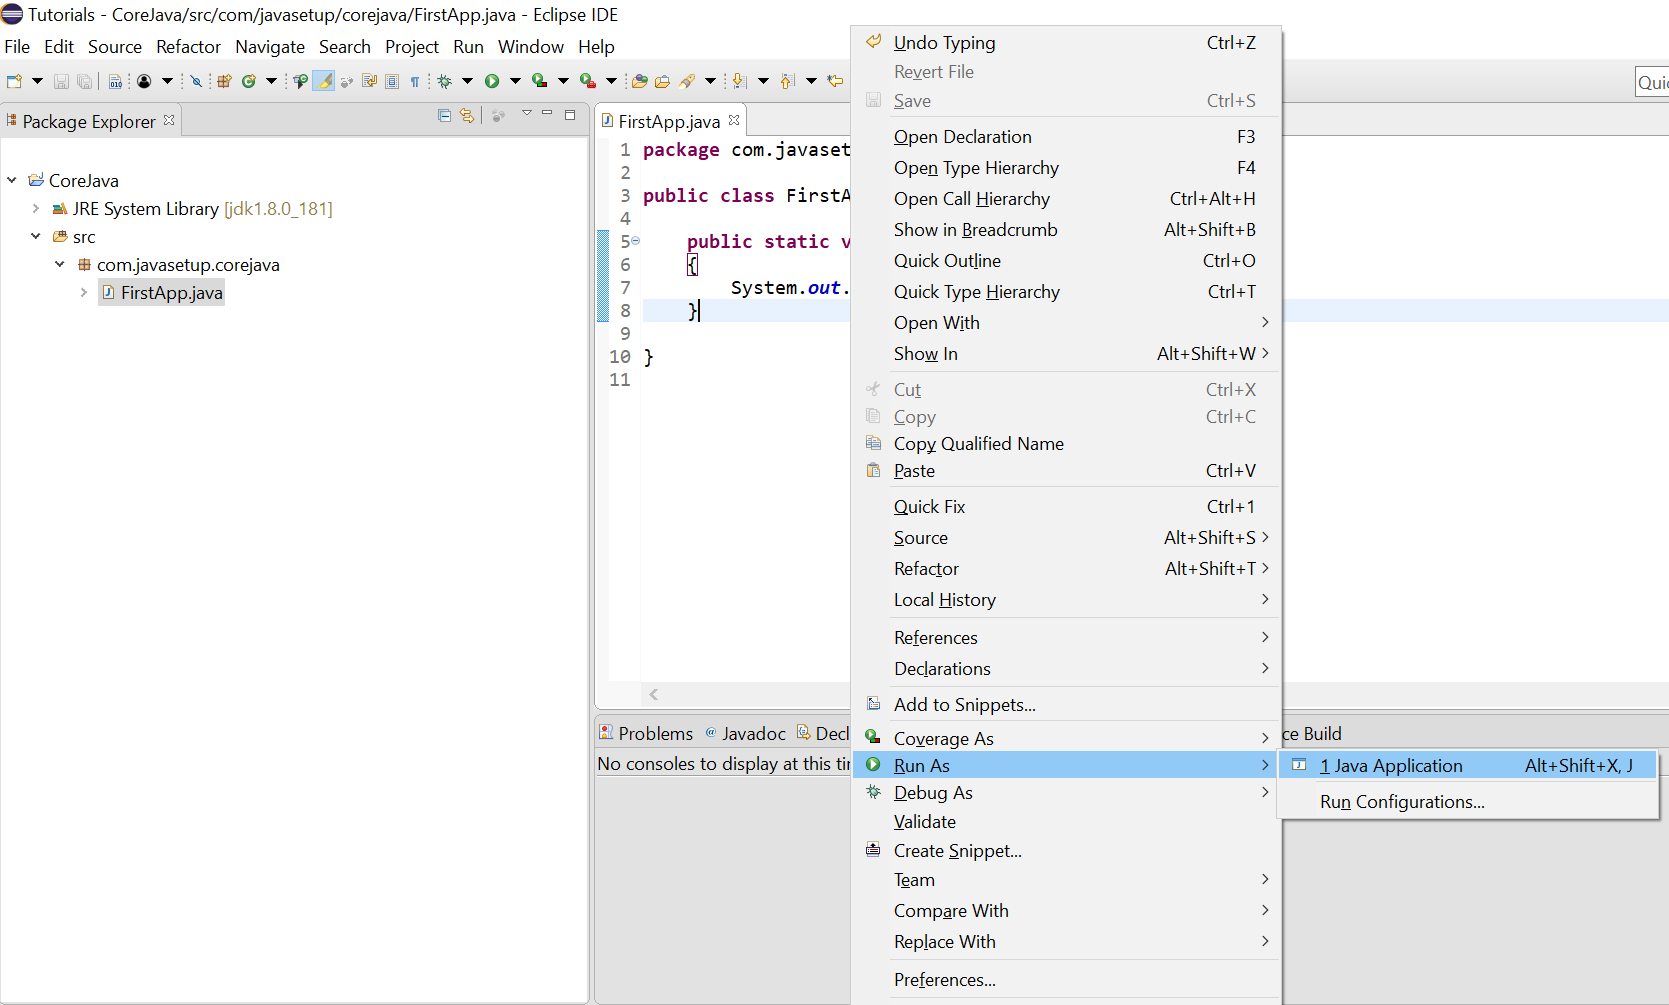 Tutorials - CoreJava/src/com/javasetup/corejava/FirstApp.java - Eclipse IDE
File Edit Source Refactor Navigate Search Project Run Window Help
Quic
Package Explorer
CoreJava
JRE System Library [jdk1.8.0_181]
src
com.javasetup.corejava
FirstApp.java
FirstApp.java
1 package com.javaset
2
3 public class FirstA
4
5 public static v
6 {
7 System.out.
8 }
9
10 }
11
Problems @ Javadoc Decl
ce Build
No consoles to display at this tin
Undo Typing Ctrl+Z
Revert File
Save Ctrl+S
Open Declaration F3
Open Type Hierarchy F4
Open Call Hierarchy Ctrl+Alt+H
Show in Breadcrumb Alt+Shift+B
Quick Outline Ctrl+O
Quick Type Hierarchy Ctrl+T
Open With
Show In Alt+Shift+W
Cut Ctrl+X
Copy Ctrl+C
Copy Qualified Name
Paste Ctrl+V
Quick Fix Ctrl+1
Source Alt+Shift+S
Refactor Alt+Shift+T
Local History
References
Declarations
Add to Snippets...
Coverage As
Run As
Debug As
Validate
Create Snippet...
Team
Compare With
Replace With
Preferences...
1 Java Application Alt+Shift+X, J
Run Configurations...